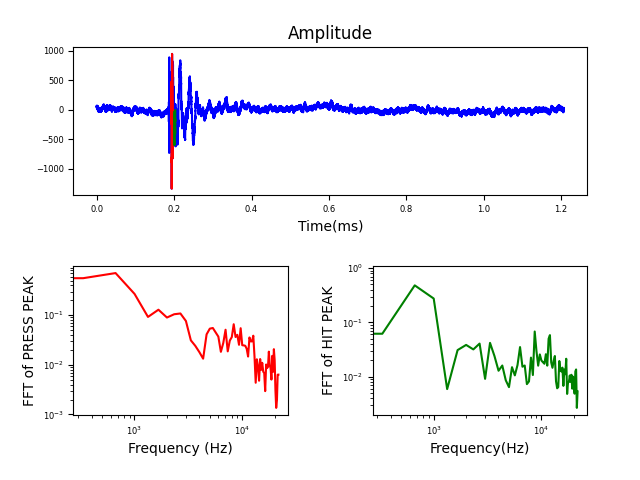 Amplitude
1000
500
0
−500
−1000
0.0 0.2 0.4 0.6 0.8 1.0 1.2
Time(ms)
FFT of PRESS PEAK
10⁻¹
10⁻²
10⁻³
10³ 10⁴
Frequency (Hz)
FFT of HIT PEAK
10⁰
10⁻¹
10⁻²
10³ 10⁴
Frequency(Hz)